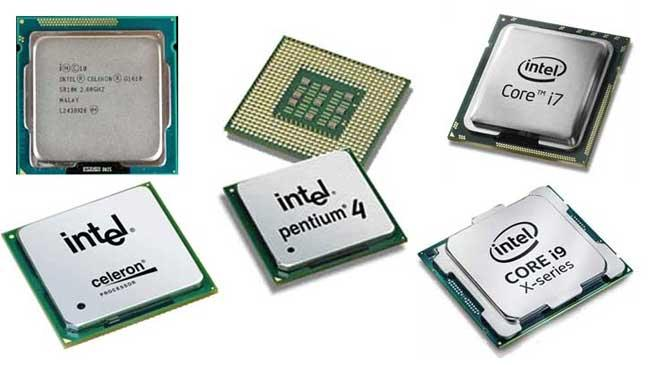 INTEL® CELERON® G1610
SR10K 2.60GHZ
MALAY
intel
Core™ i7
intel
celeron
PROCESSOR
intel
pentium® 4
intel
CORE i9
X-series